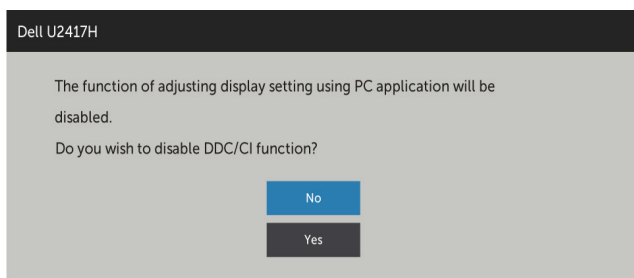 Dell U2417H
The function of adjusting display setting using PC application will be
disabled.
Do you wish to disable DDC/CI function?
No
Yes